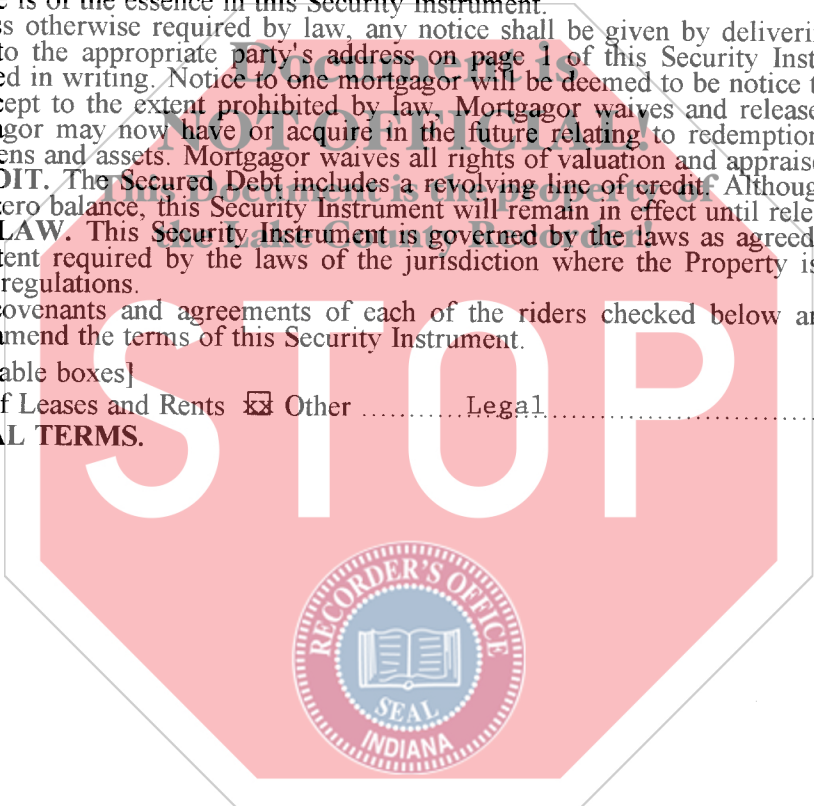 e is of the essence in this Security Instrument.
ss otherwise required by law, any notice shall be given by deliveri
to the appropriate party's address on page 1 of this Security Inst
ed in writing. Notice to one mortgagor will be deemed to be notice t
cept to the extent prohibited by law, Mortgagor waives and release
agor may now have or acquire in the future relating to redemption
ens and assets. Mortgagor waives all rights of valuation and appraise
DIT. The Secured Debt includes a revolving line of credit. Althoug
zero balance, this Security Instrument will remain in effect until rele
LAW. This Security Instrument is governed by the laws as agreed
tent required by the laws of the jurisdiction where the Property is
regulations.
ovenants and agreements of each of the riders checked below ar
amend the terms of this Security Instrument.
able boxes]
f Leases and Rents xx Other .......... Legal ..............................
AL TERMS.
Document is
NOT OFFICIAL!
This Document is the property of
the Lake County Recorder!
STOP
RECORDER'S OFFICE
SEAL
INDIANA